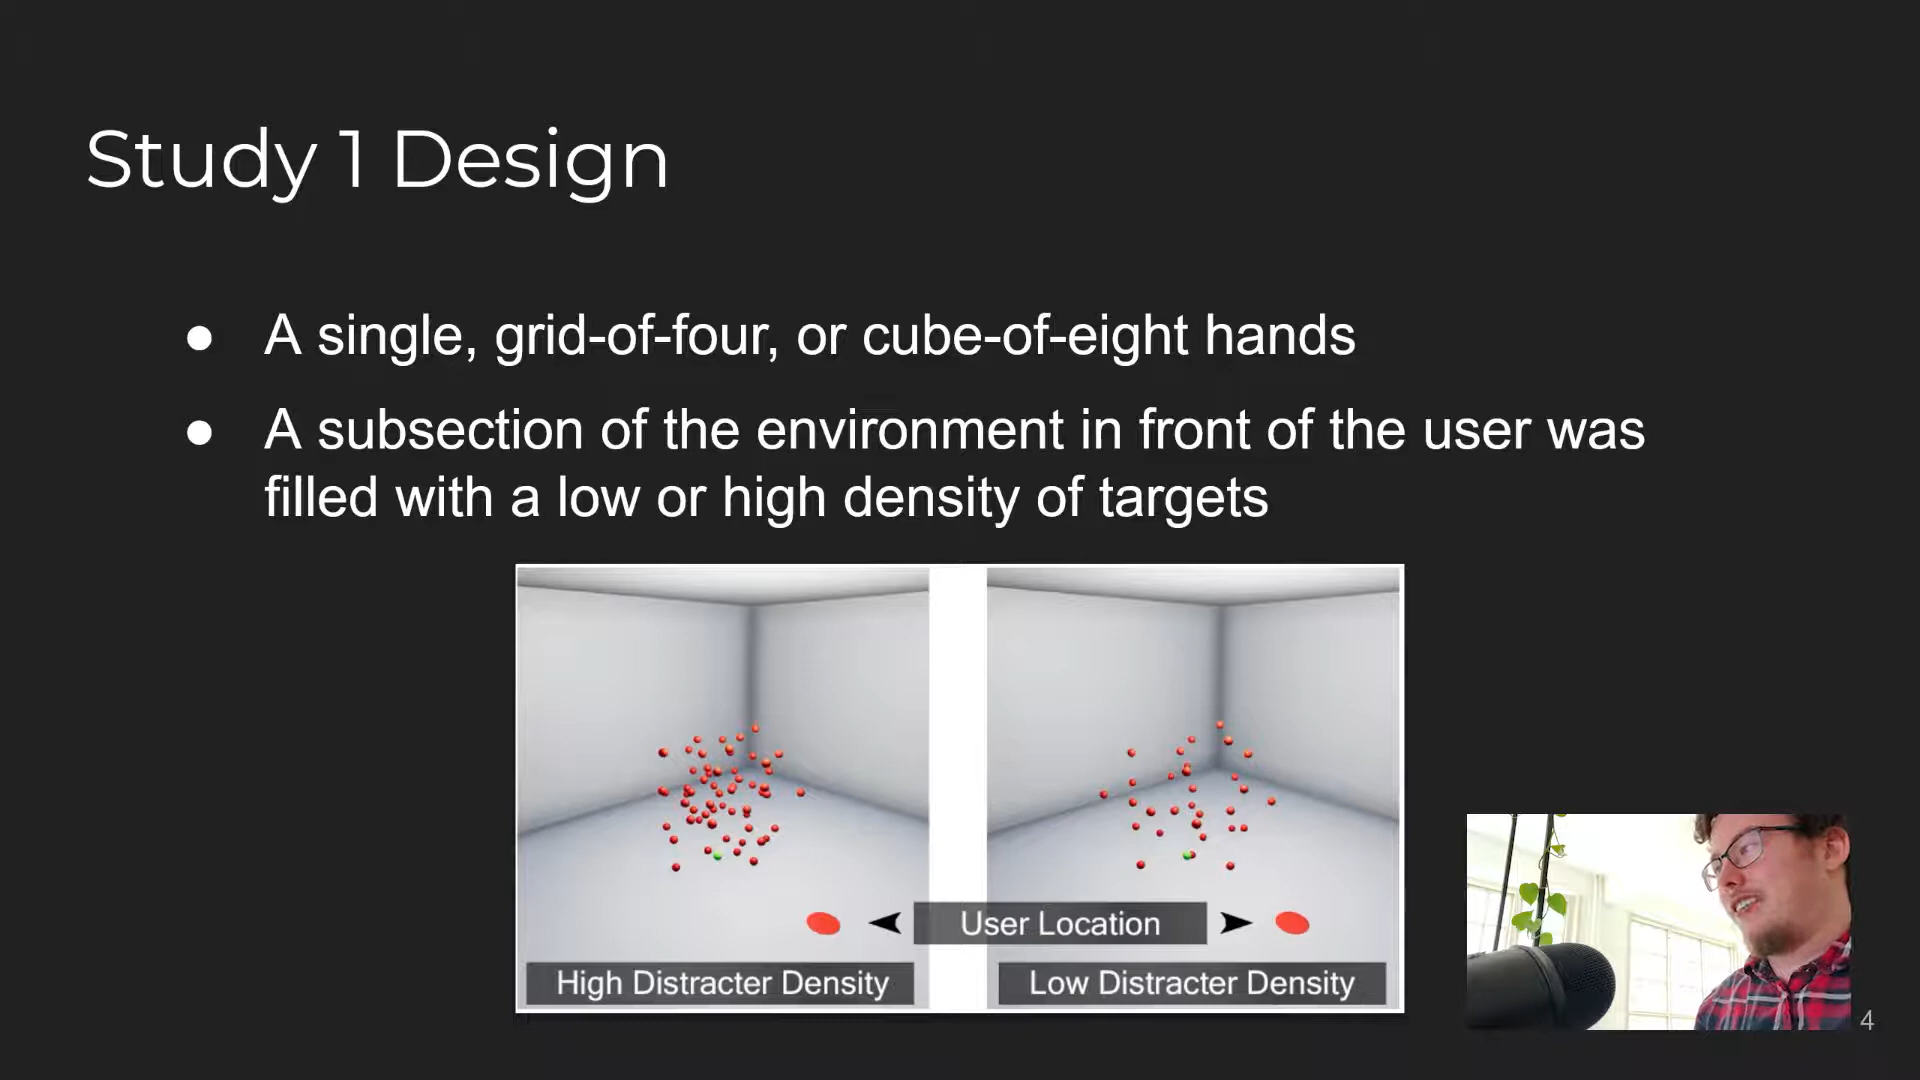 Study 1 Design
● A single, grid-of-four, or cube-of-eight hands
● A subsection of the environment in front of the user was
filled with a low or high density of targets
User Location
High Distracter Density
Low Distracter Density
4